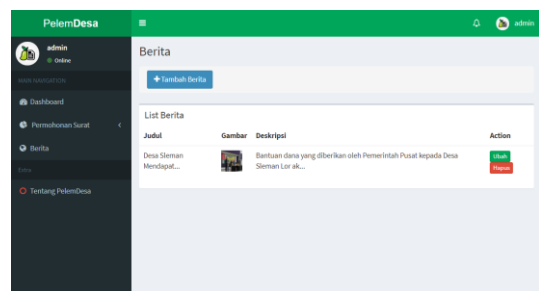 PelemDesa
admin
admin
Online
MAIN NAVIGATION
Dashboard
Permohonan Surat
Berita
Extra
Tentang PelemDesa
Berita
+Tambah Berita
List Berita
Judul Gambar Deskripsi Action
Desa Sleman
Mendapat...
Bantuan dana yang diberikan oleh Pemerintah Pusat kepada Desa
Sleman Lor ak...
Ubah
Hapus